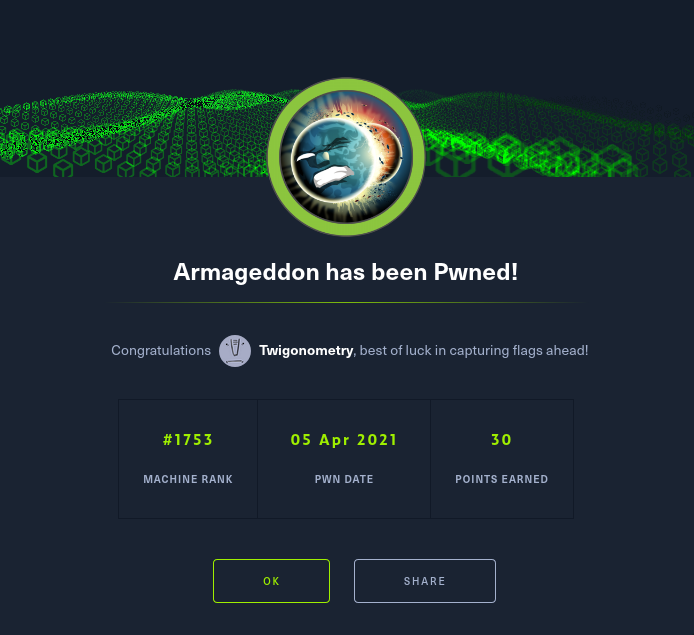 Armageddon has been Pwned!
Congratulations Twigonometry, best of luck in capturing flags ahead!
#1753 05 Apr 2021 30
MACHINE RANK PWN DATE POINTS EARNED
OK SHARE